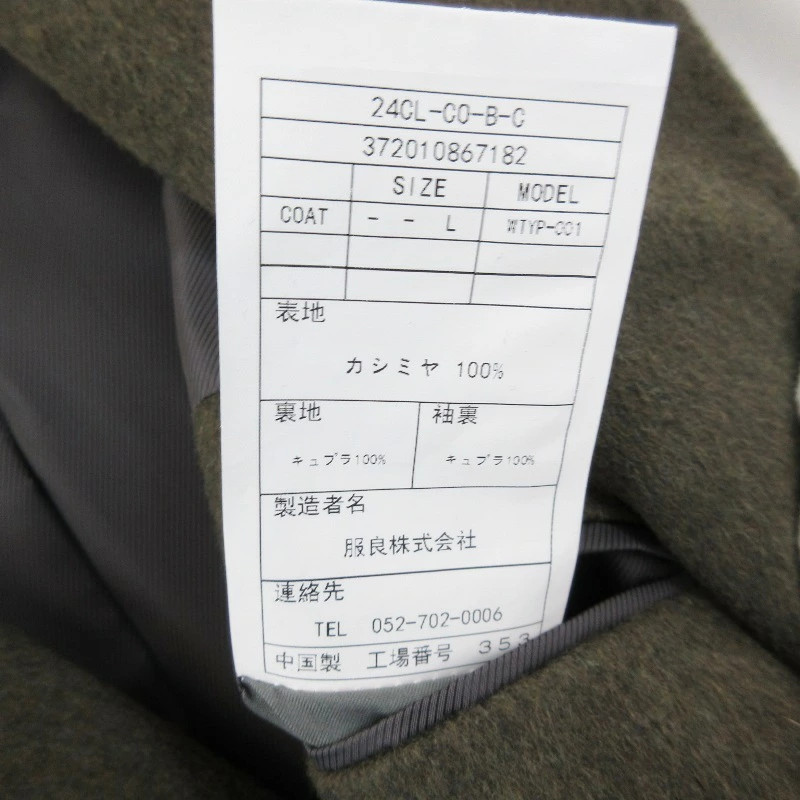 24CL-CO-B-C
372010867182
SIZE MODEL
COAT - - L WTYP-001
表地
カシミヤ 100%
裏地 袖裏
キュプラ100% キュプラ100%
製造者名
服良株式会社
連絡先
TEL 052-702-0006
中国製 工場番号 353